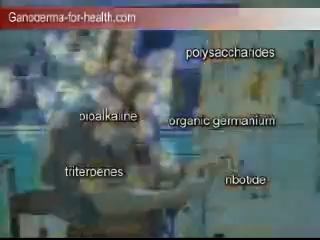 Ganoderma-for-health.com
polysaccharides
bioalkaline
organic germanium
triterpenes
ribotide